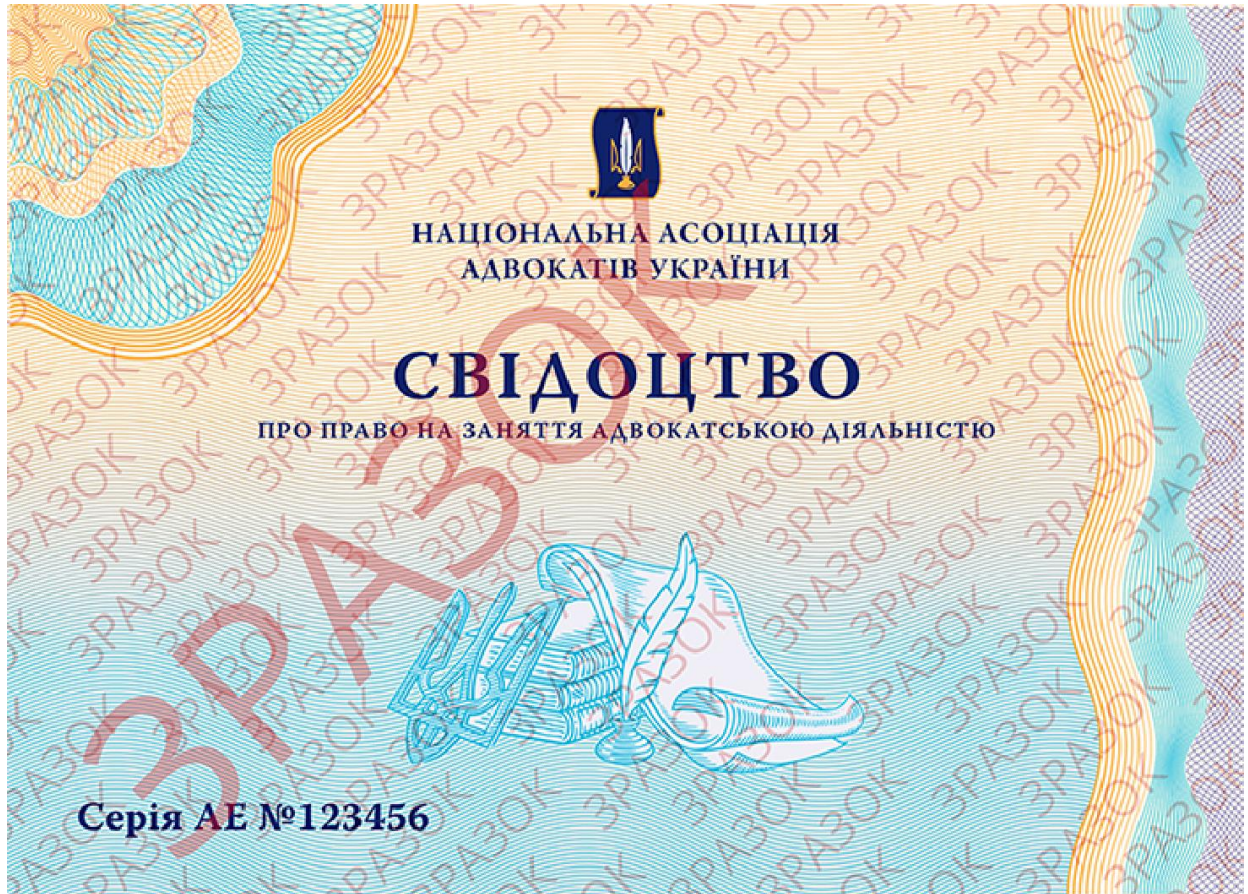 НАЦІОНАЛЬНА АСОЦІАЦІЯ
АДВОКАТІВ УКРАЇНИ
СВІДОЦТВО
ПРО ПРАВО НА ЗАНЯТТЯ АДВОКАТСЬКОЮ ДІЯЛЬНІСТЮ
ЗРАЗОК
Серія АЕ №123456